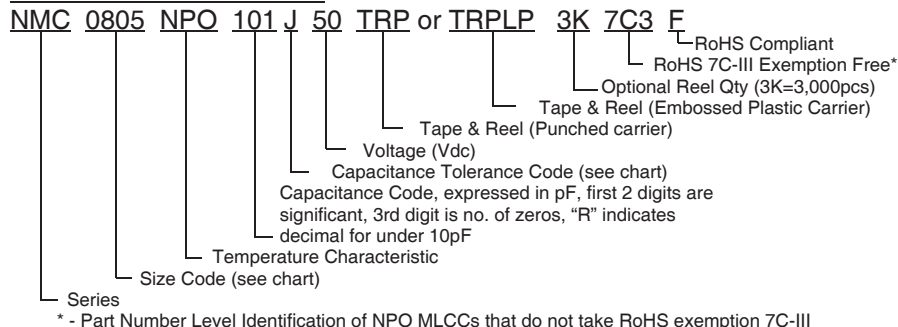 NMC 0805 NPO 101 J 50 TRP or TRPLP 3K 7C3 F
RoHS Compliant
RoHS 7C-III Exemption Free*
Optional Reel Qty (3K=3,000pcs)
Tape & Reel (Embossed Plastic Carrier)
Tape & Reel (Punched carrier)
Voltage (Vdc)
Capacitance Tolerance Code (see chart)
Capacitance Code, expressed in pF, first 2 digits are
significant, 3rd digit is no. of zeros, “R” indicates
decimal for under 10pF
Temperature Characteristic
Size Code (see chart)
Series
* - Part Number Level Identification of NPO MLCCs that do not take RoHS exemption 7C-III